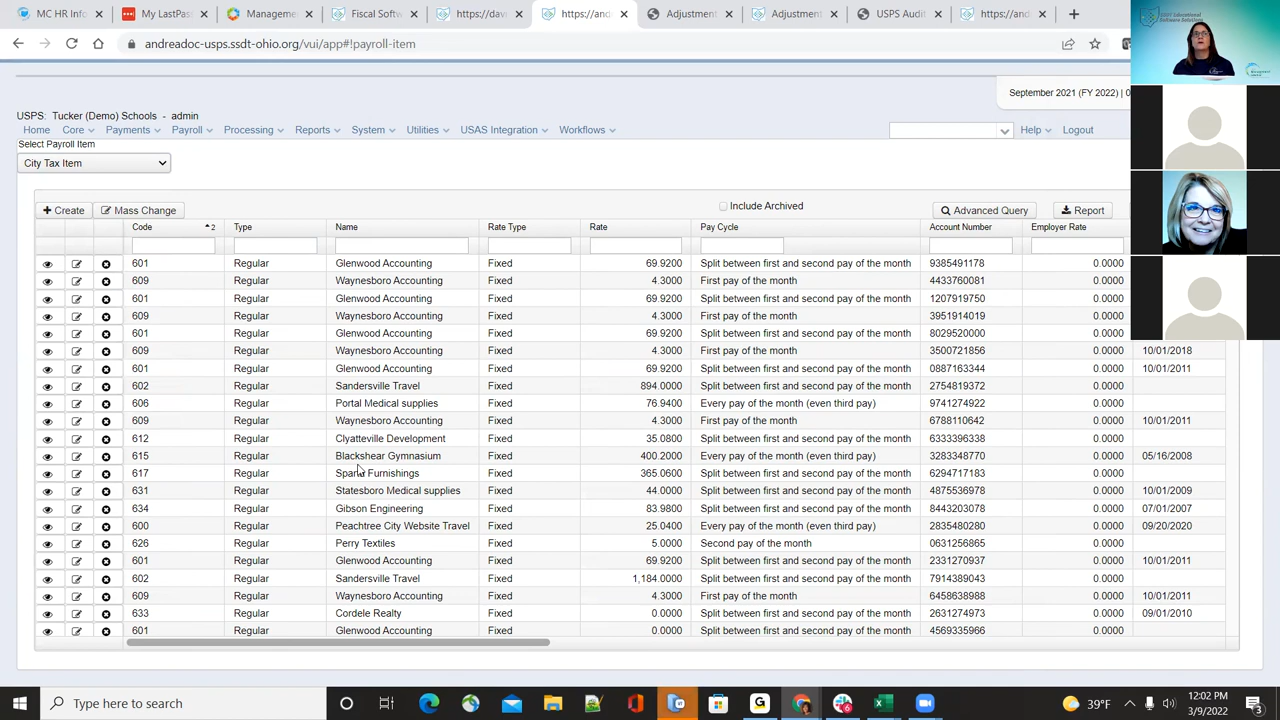 MC HR Info
My LastPa
Manageme
Fiscal Softw
https://day
https://and
Adjustment
Adjustment
USPS Au
https://and
andreadoc-usps.ssdt-ohio.org/vui/app#!payroll-item
September 2021 (FY 2022) | 0
USPS: Tucker (Demo) Schools - admin
Home Core Payments Payroll Processing Reports System Utilities USAS Integration Workflows Help Logout
Select Payroll Item
City Tax Item
Create Mass Change Include Archived Advanced Query Report
Code 2 Type Name Rate Type Rate Pay Cycle Account Number Employer Rate
601 Regular Glenwood Accounting Fixed 69.9200 Split between first and second pay of the month 9385491178 0.0000
609 Regular Waynesboro Accounting Fixed 4.3000 First pay of the month 4433760081 0.0000
601 Regular Glenwood Accounting Fixed 69.9200 Split between first and second pay of the month 1207919750 0.0000
609 Regular Waynesboro Accounting Fixed 4.3000 First pay of the month 3951914019 0.0000
601 Regular Glenwood Accounting Fixed 69.9200 Split between first and second pay of the month 8029520000 0.0000
609 Regular Waynesboro Accounting Fixed 4.3000 First pay of the month 3500721856 0.0000 10/01/2018
601 Regular Glenwood Accounting Fixed 69.9200 Split between first and second pay of the month 0887163344 0.0000 10/01/2011
602 Regular Sandersville Travel Fixed 894.0000 Split between first and second pay of the month 2754819372 0.0000
606 Regular Portal Medical supplies Fixed 76.9400 Every pay of the month (even third pay) 9741274922 0.0000
609 Regular Waynesboro Accounting Fixed 4.3000 First pay of the month 6788110642 0.0000 10/01/2011
612 Regular Clyatteville Development Fixed 35.0800 Split between first and second pay of the month 6333396338 0.0000
615 Regular Blackshear Gymnasium Fixed 400.2000 Every pay of the month (even third pay) 3283348770 0.0000 05/16/2008
617 Regular Sparta Furnishings Fixed 365.0600 Split between first and second pay of the month 6294717183 0.0000
631 Regular Statesboro Medical supplies Fixed 44.0000 Split between first and second pay of the month 4875536978 0.0000 10/01/2009
634 Regular Gibson Engineering Fixed 83.9800 Split between first and second pay of the month 8443203078 0.0000 07/01/2007
600 Regular Peachtree City Website Travel Fixed 25.0400 Every pay of the month (even third pay) 2835480280 0.0000 09/20/2020
626 Regular Perry Textiles Fixed 5.0000 Second pay of the month 0631256865 0.0000
601 Regular Glenwood Accounting Fixed 69.9200 Split between first and second pay of the month 2331270937 0.0000 10/01/2011
602 Regular Sandersville Travel Fixed 1,184.0000 Split between first and second pay of the month 7914389043 0.0000
609 Regular Waynesboro Accounting Fixed 4.3000 First pay of the month 6458638988 0.0000 10/01/2011
633 Regular Cordele Realty Fixed 0.0000 Split between first and second pay of the month 2631274973 0.0000 09/01/2010
601 Regular Glenwood Accounting Fixed 0.0000 Split between first and second pay of the month 4569335966 0.0000
Type here to search
39°F
12:02 PM
3/9/2022
3